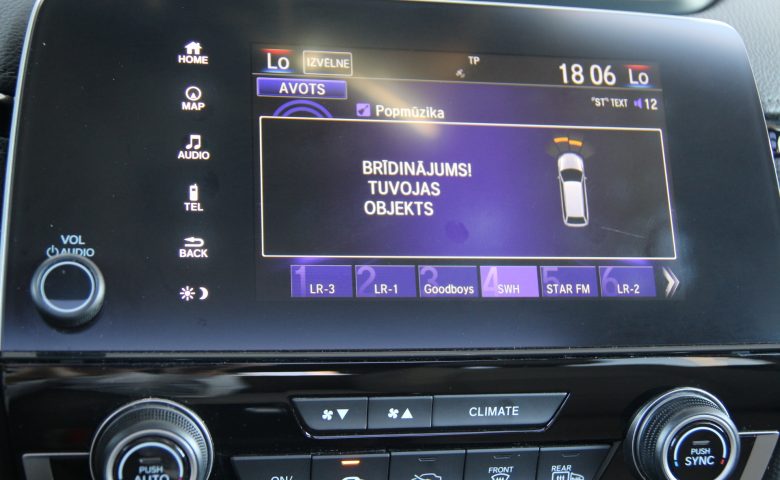 HOME
MAP
AUDIO
TEL
BACK
VOL
AUDIO
Lo IZVĒLNE TP 18 06 Lo
AVOTS
Popmūzika "ST" TEXT 12
BRĪDINĀJUMS!
TUVOJAS
OBJEKTS
1 LR-3 2 LR-1 3 Goodboys 4 SWH 5 STAR FM 6 LR-2
CLIMATE
PUSH
AUTO
ON/
FRONT
REAR
PUSH
SYNC